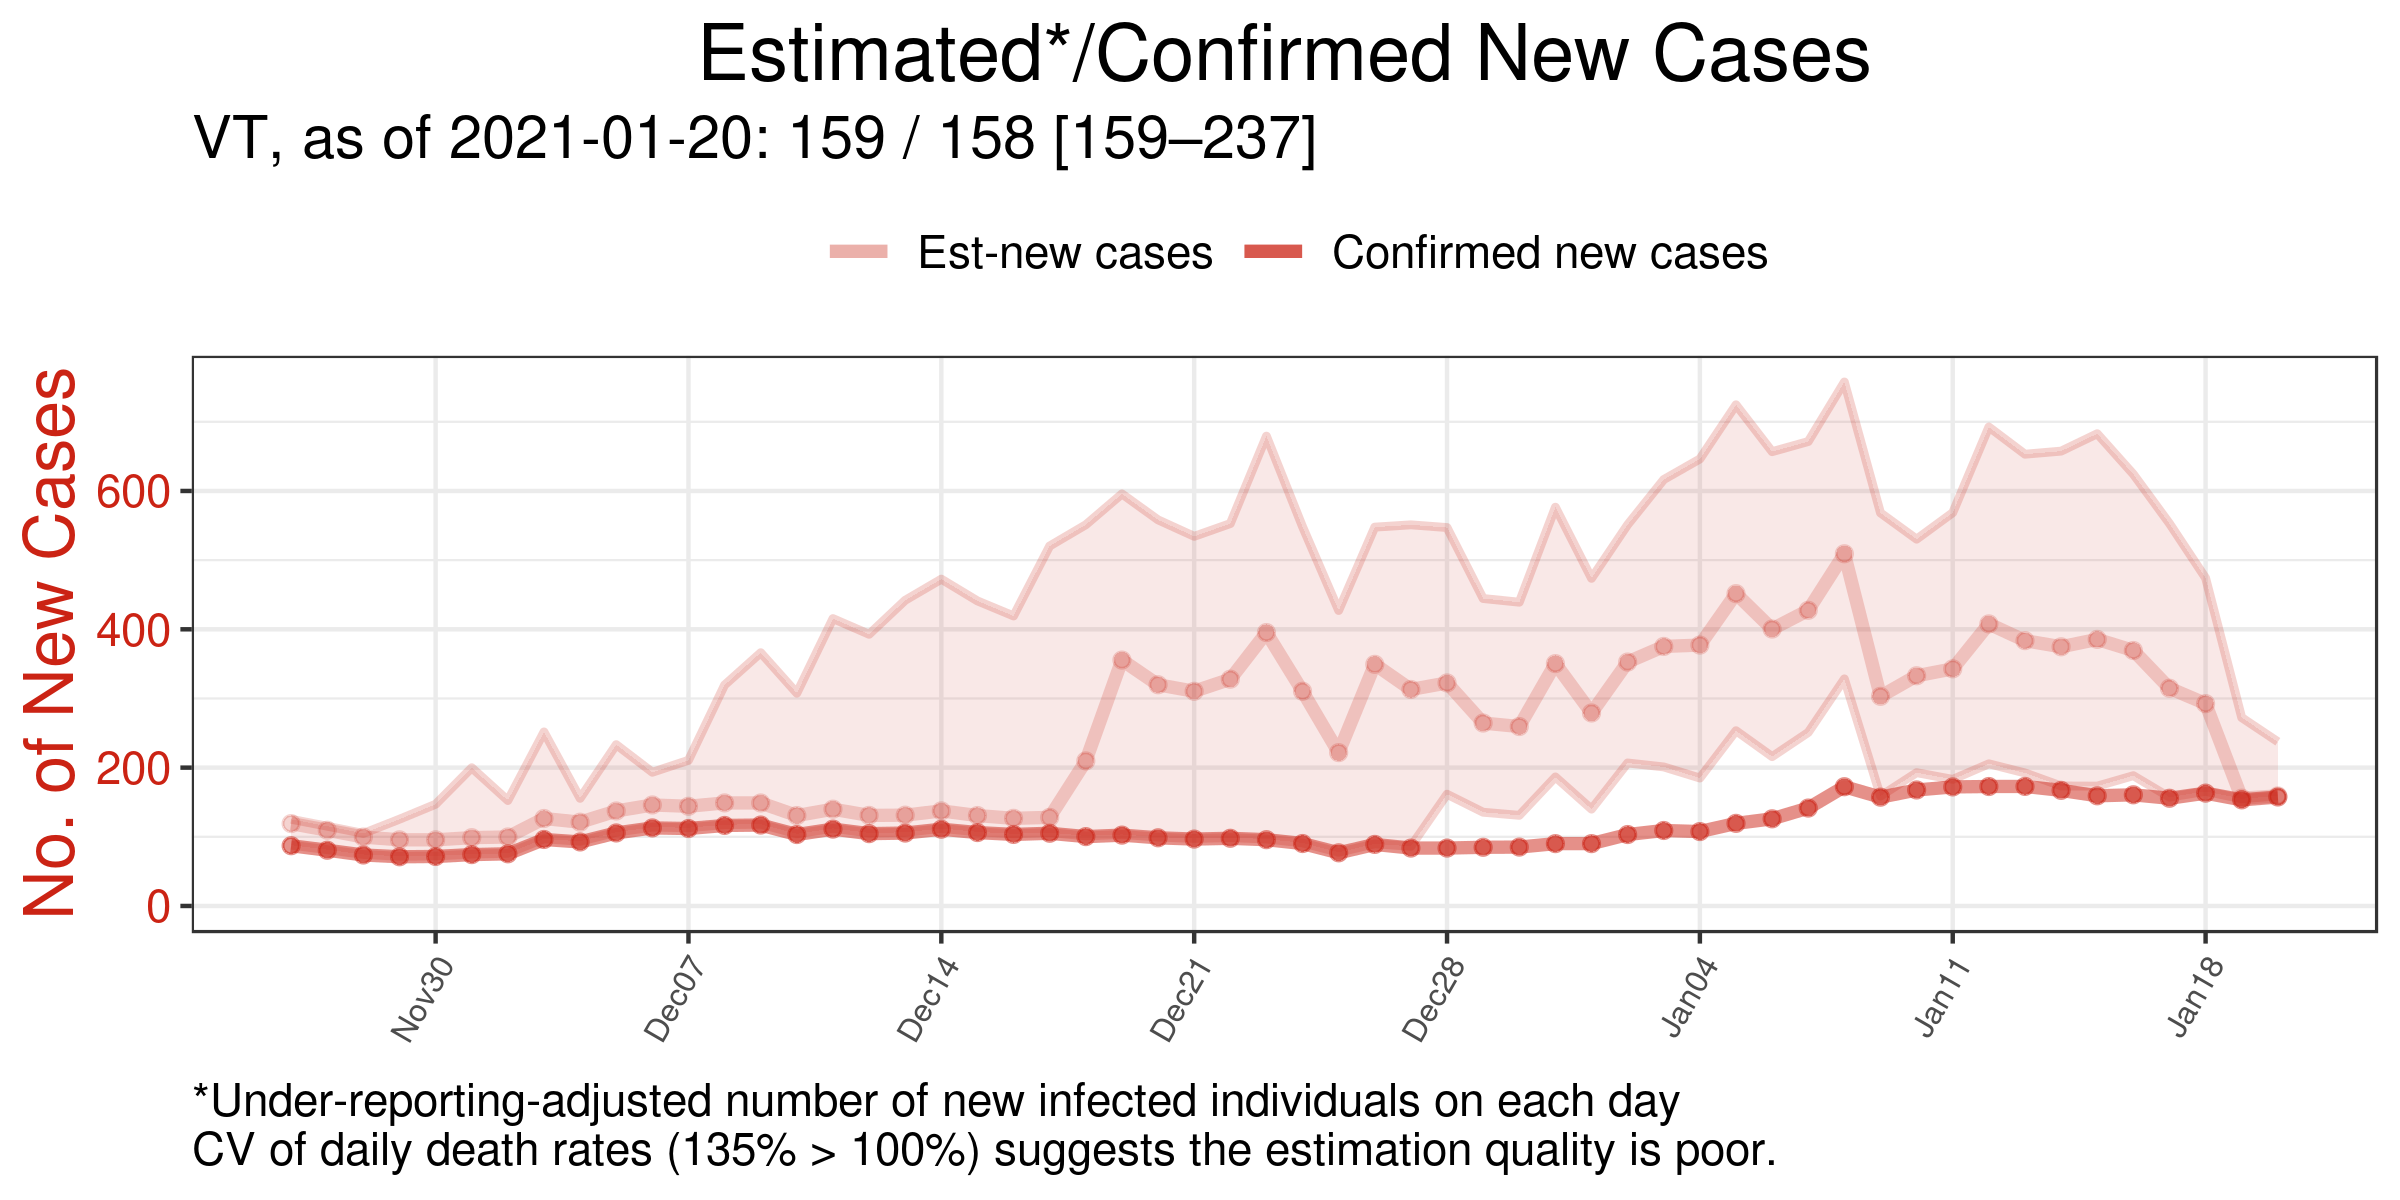 Estimated*/Confirmed New Cases
VT, as of 2021-01-20: 159 / 158 [159–237]
Est-new cases
Confirmed new cases
No. of New Cases
600
400
200
0
Nov30
Dec07
Dec14
Dec21
Dec28
Jan04
Jan11
Jan18
*Under-reporting-adjusted number of new infected individuals on each day
CV of daily death rates (135% > 100%) suggests the estimation quality is poor.